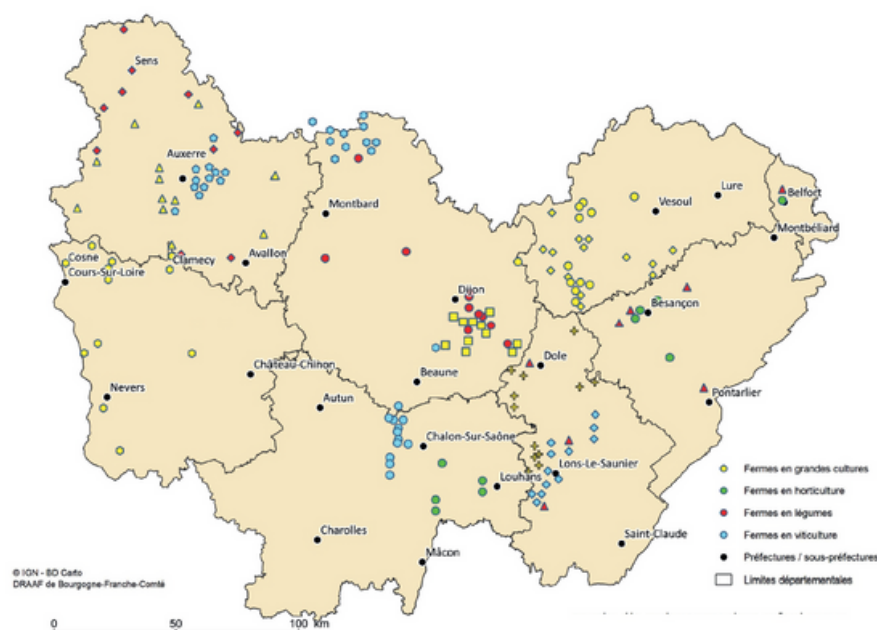 Sens
Auxerre
Montbard
Vesoul
Lure
Belfort
Montbéliard
Cosne
Cours-Sur-Loire
Clamecy
Avallon
Dijon
Besançon
Château-Chinon
Nevers
Beaune
Dole
Pontarlier
Autun
Chalon-Sur-Saône
Louhans
Lons-Le-Saunier
Charolles
Saint-Claude
Mâcon
Fermes en grandes cultures
Fermes en horticulture
Fermes en légumes
Fermes en viticulture
Préfectures / sous-préfectures
Limites départementales
© IGN - BD Carto
DRAAF de Bourgogne-Franche-Comté
0 50 100 km